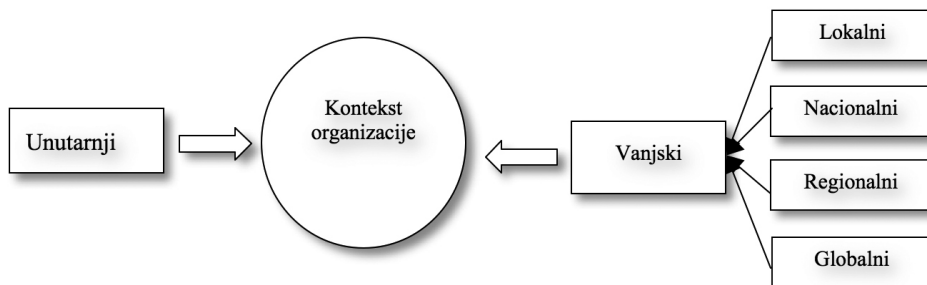 Unutarnji
Kontekst
organizacije
Vanjski
Lokalni
Nacionalni
Regionalni
Globalni